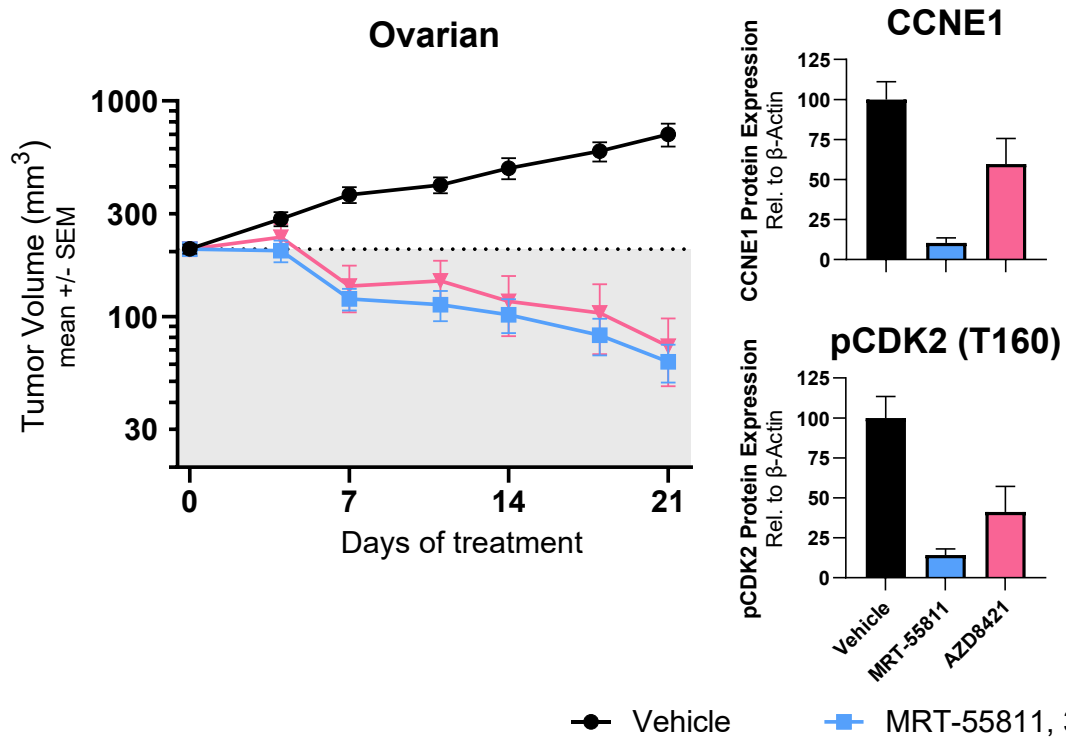 Ovarian
Tumor Volume (mm³)
mean +/- SEM
1000
300
100
30
0
7
14
21
Days of treatment
CCNE1
CCNE1 Protein Expression
Rel. to β-Actin
125
100
75
50
25
0
pCDK2 (T160)
pCDK2 Protein Expression
Rel. to β-Actin
125
100
75
50
25
0
Vehicle
MRT-55811
AZD8421
Vehicle
MRT-55811,